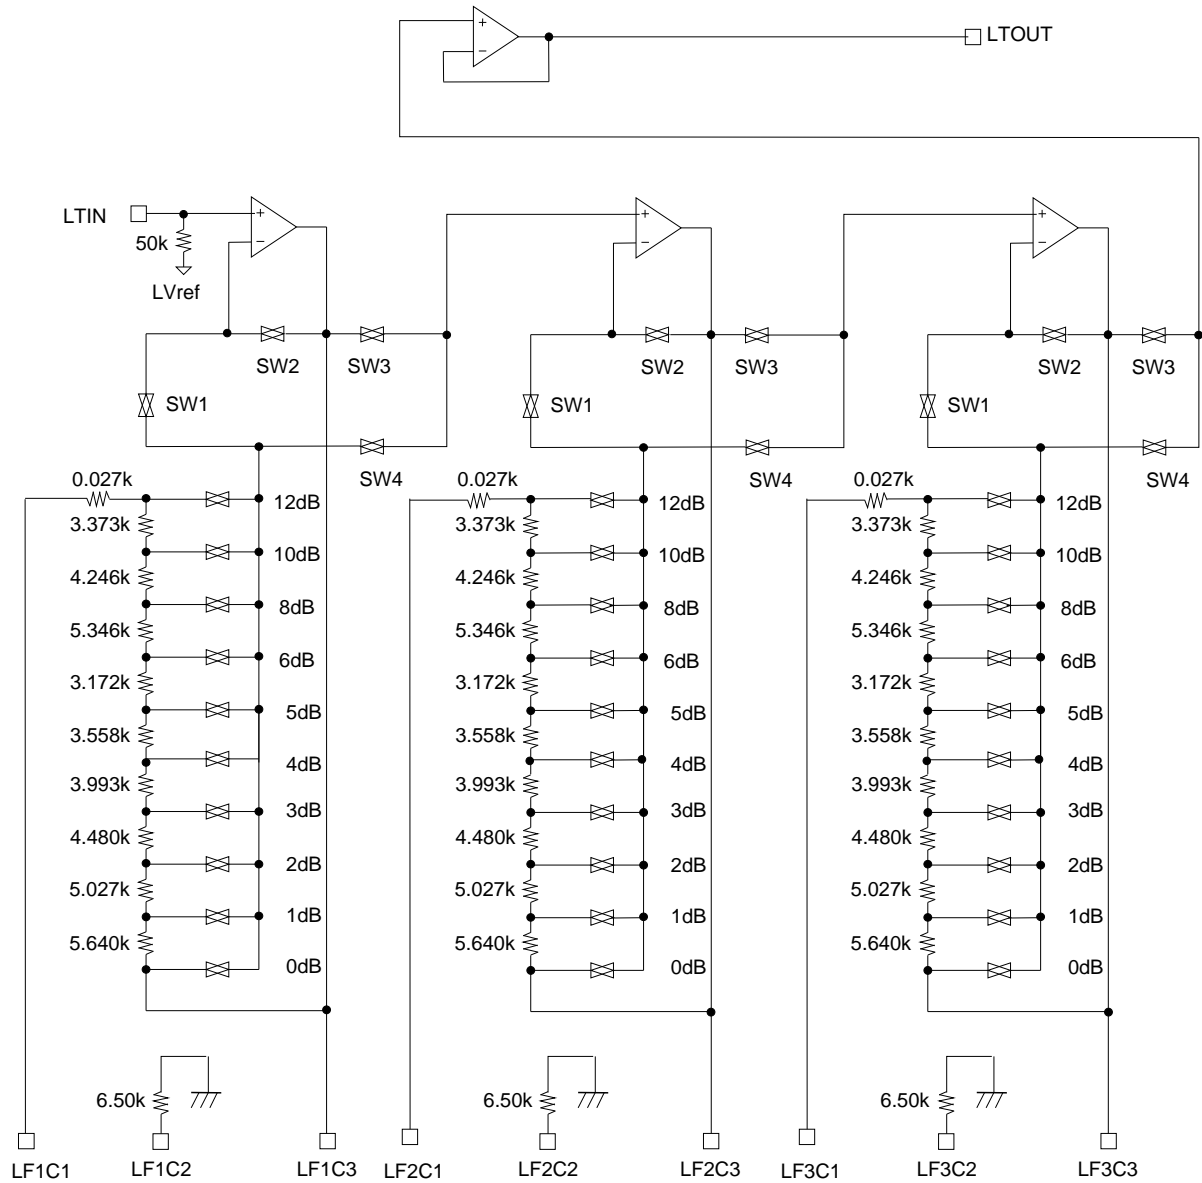 LTOUT
LTIN
50k
LVref
SW2 SW3 SW2 SW3 SW2 SW3
SW1 SW1 SW1
SW4 SW4 SW4
0.027k 0.027k 0.027k
12dB 12dB 12dB
3.373k 3.373k 3.373k
10dB 10dB 10dB
4.246k 4.246k 4.246k
8dB 8dB 8dB
5.346k 5.346k 5.346k
6dB 6dB 6dB
3.172k 3.172k 3.172k
5dB 5dB 5dB
3.558k 3.558k 3.558k
4dB 4dB 4dB
3.993k 3.993k 3.993k
3dB 3dB 3dB
4.480k 4.480k 4.480k
2dB 2dB 2dB
5.027k 5.027k 5.027k
1dB 1dB 1dB
5.640k 5.640k 5.640k
0dB 0dB 0dB
6.50k 6.50k 6.50k
LF1C1 LF1C2 LF1C3 LF2C1 LF2C2 LF2C3 LF3C1 LF3C2 LF3C3